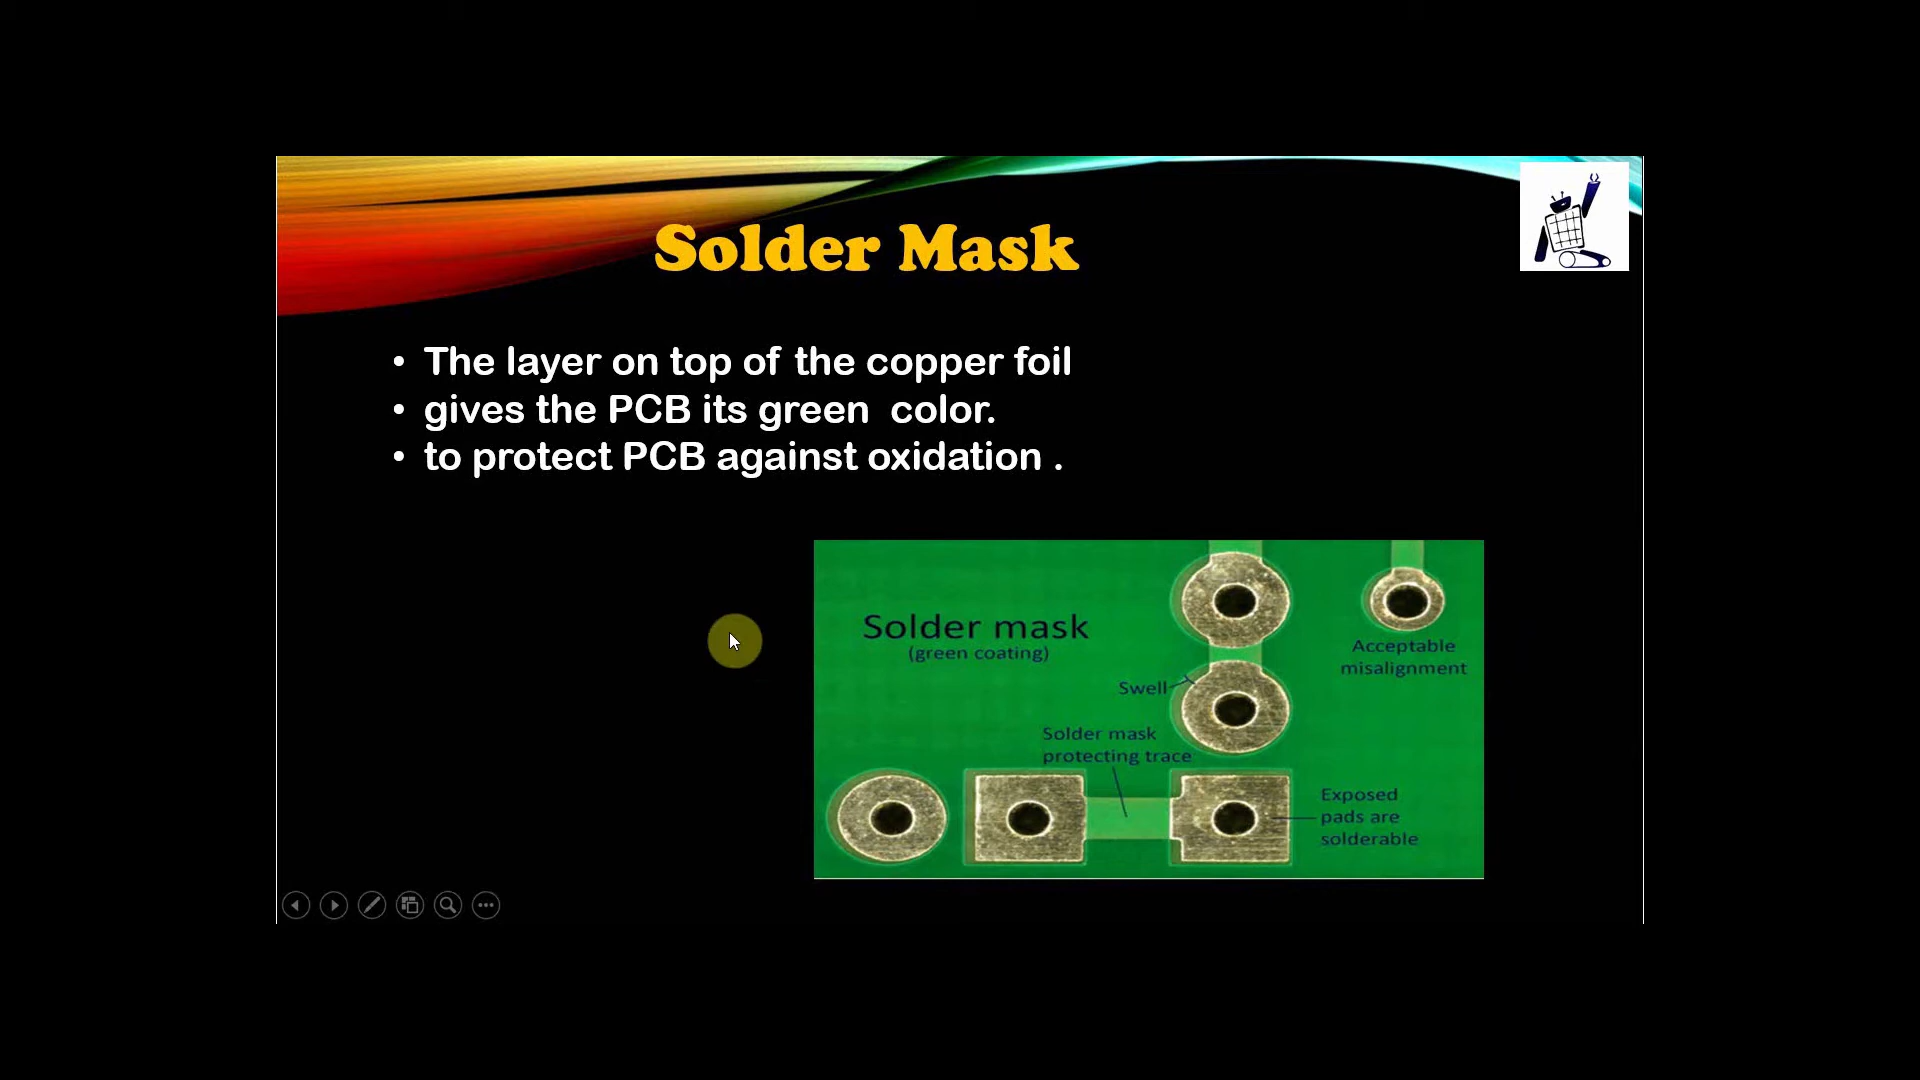 Solder Mask
• The layer on top of the copper foil
• gives the PCB its green color.
• to protect PCB against oxidation .
Solder mask
(green coating)
Acceptable
misalignment
Swell
Solder mask
protecting trace
Exposed
pads are
solderable